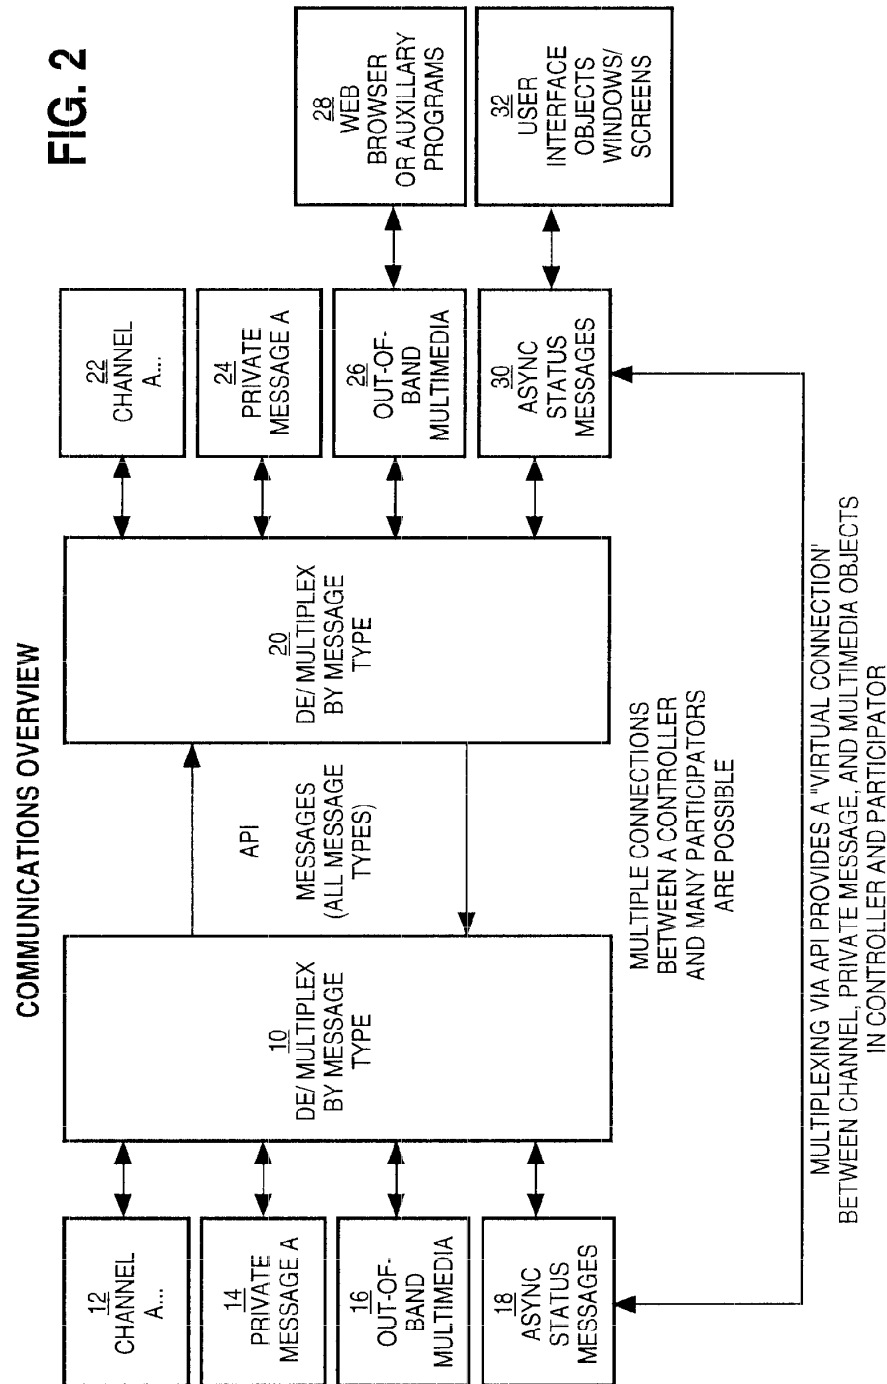 FIG. 2
COMMUNICATIONS OVERVIEW
12
CHANNEL
A...
14
PRIVATE
MESSAGE A
16
OUT-OF-
BAND
MULTIMEDIA
18
ASYNC
STATUS
MESSAGES
10
DE/ MULTIPLEX
BY MESSAGE
TYPE
API
MESSAGES
(ALL MESSAGE
TYPES)
20
DE/ MULTIPLEX
BY MESSAGE
TYPE
22
CHANNEL
A...
24
PRIVATE
MESSAGE A
26
OUT-OF-
BAND
MULTIMEDIA
30
ASYNC
STATUS
MESSAGES
28
WEB
BROWSER
OR AUXILLARY
PROGRAMS
32
USER
INTERFACE
OBJECTS
WINDOWS/
SCREENS
MULTIPLE CONNECTIONS
BETWEEN A CONTROLLER
AND MANY PARTICIPATORS
ARE POSSIBLE
MULTIPLEXING VIA API PROVIDES A "VIRTUAL CONNECTION'
BETWEEN CHANNEL, PRIVATE MESSAGE, AND MULTIMEDIA OBJECTS
IN CONTROLLER AND PARTICIPATOR